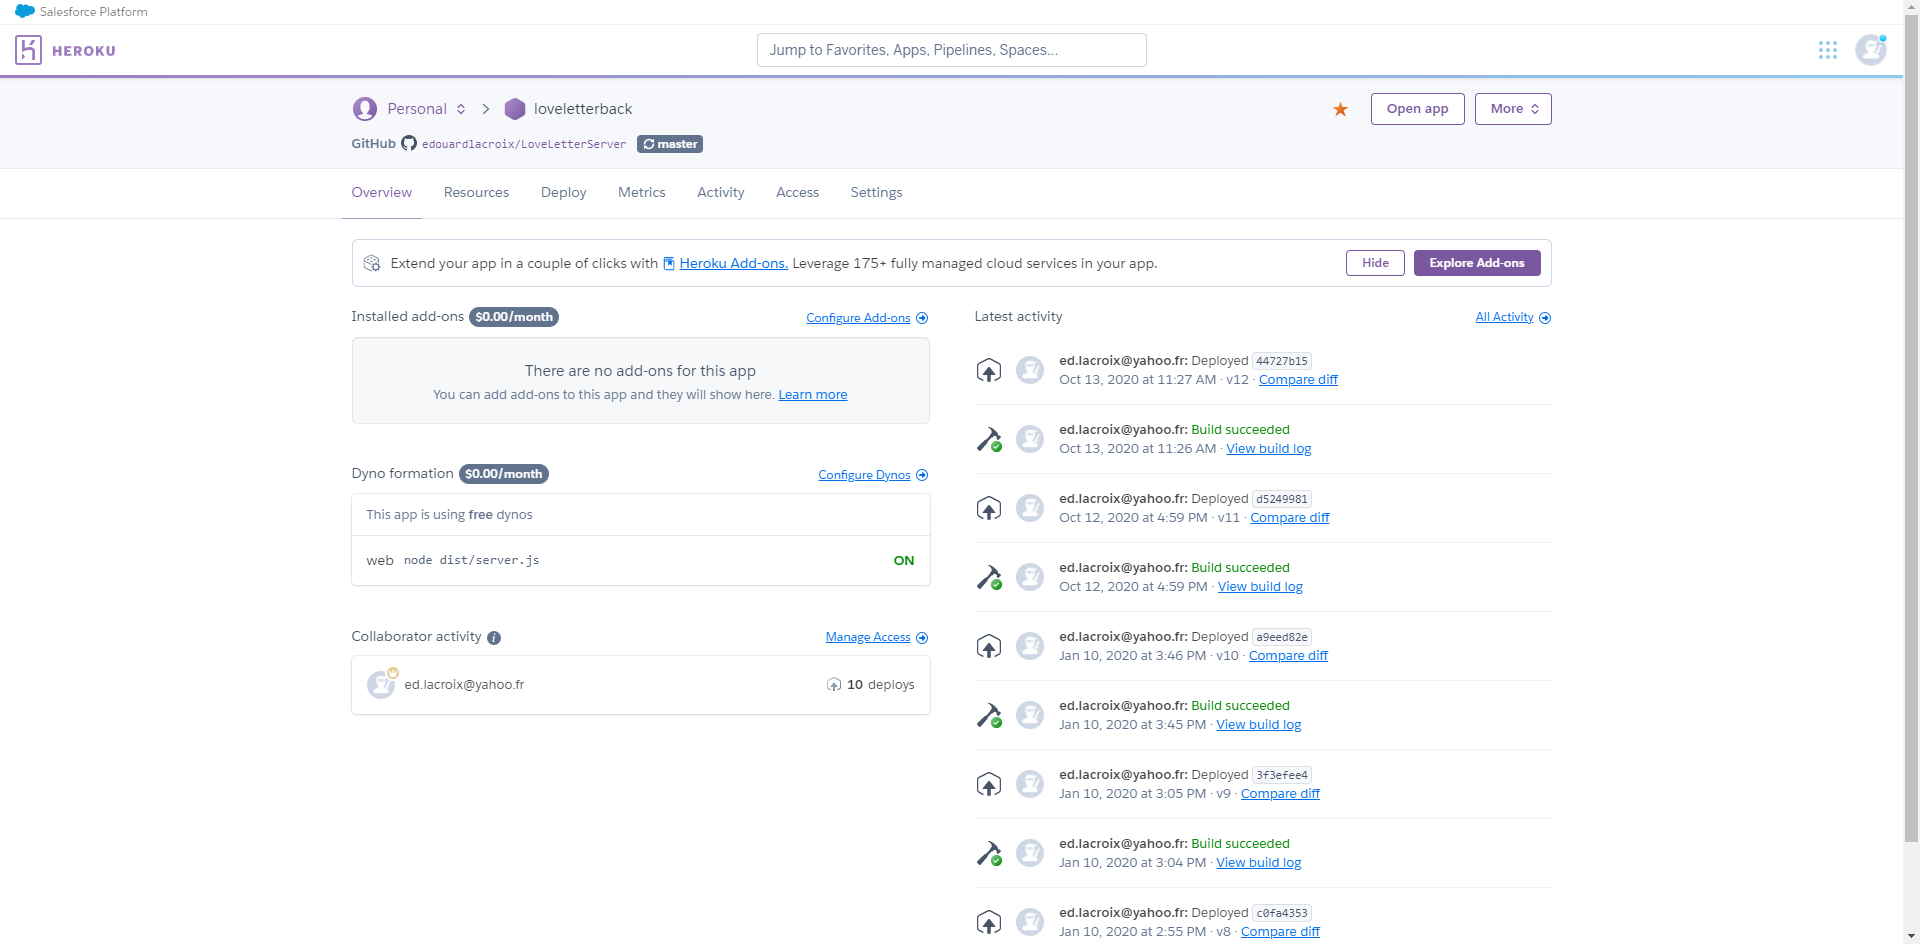 Salesforce Platform
HEROKU
Jump to Favorites, Apps, Pipelines, Spaces...
Personal
loveletterback
Open app
More
GitHub edouardlacroix/LoveLetterServer master
Overview Resources Deploy Metrics Activity Access Settings
Extend your app in a couple of clicks with Heroku Add-ons. Leverage 175+ fully managed cloud services in your app.
Hide
Explore Add-ons
Installed add-ons $0.00/month
Configure Add-ons
There are no add-ons for this app
You can add add-ons to this app and they will show here. Learn more
Dyno formation $0.00/month
Configure Dynos
This app is using free dynos
web node dist/server.js ON
Collaborator activity i
Manage Access
ed.lacroix@yahoo.fr 10 deploys
Latest activity
All Activity
ed.lacroix@yahoo.fr: Deployed 44727b15
Oct 13, 2020 at 11:27 AM · v12 · Compare diff
ed.lacroix@yahoo.fr: Build succeeded
Oct 13, 2020 at 11:26 AM · View build log
ed.lacroix@yahoo.fr: Deployed d5249981
Oct 12, 2020 at 4:59 PM · v11 · Compare diff
ed.lacroix@yahoo.fr: Build succeeded
Oct 12, 2020 at 4:59 PM · View build log
ed.lacroix@yahoo.fr: Deployed a9eed82e
Jan 10, 2020 at 3:46 PM · v10 · Compare diff
ed.lacroix@yahoo.fr: Build succeeded
Jan 10, 2020 at 3:45 PM · View build log
ed.lacroix@yahoo.fr: Deployed 3f3efee4
Jan 10, 2020 at 3:05 PM · v9 · Compare diff
ed.lacroix@yahoo.fr: Build succeeded
Jan 10, 2020 at 3:04 PM · View build log
ed.lacroix@yahoo.fr: Deployed c0fa4353
Jan 10, 2020 at 2:55 PM · v8 · Compare diff